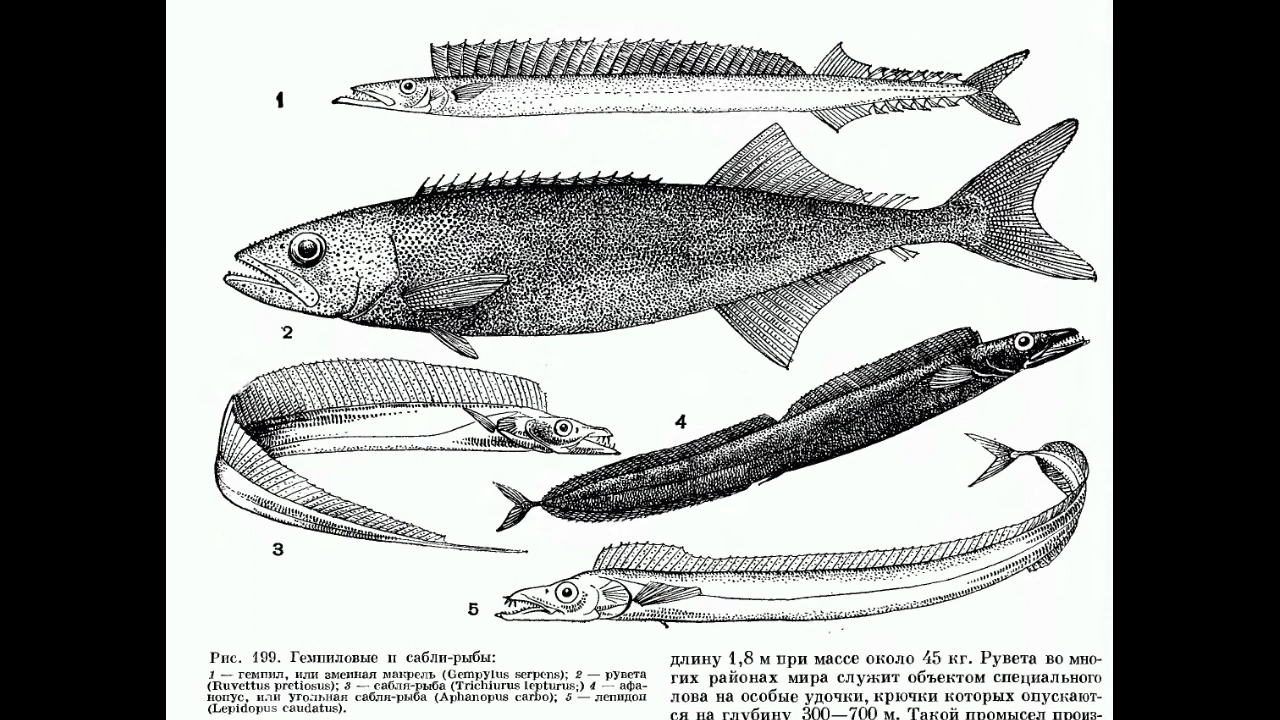 1
2
3
4
5
Рис. 199. Гемпиловые и сабли-рыбы:
1 — гемпил, или змеиная макрель (Gempylus serpens); 2 — рувета
(Ruvettus pretiosus); 3 — сабля-рыба (Trichiurus lepturus;) 4 — афа-
нопус, или угольная сабля-рыба (Aphanopus carbo); 5 — лепидоп
(Lepidopus caudatus).
длину 1,8 м при массе около 45 кг. Рувета во мно-
гих районах мира служит объектом специального
лова на особые удочки, крючки которых опускают-
ся на глубину 300—700 м. Такой промысел произ-